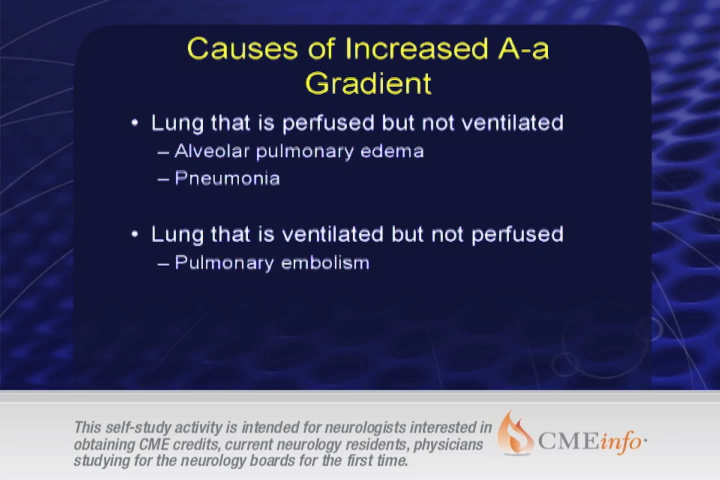 Causes of Increased A-a
Gradient
• Lung that is perfused but not ventilated
– Alveolar pulmonary edema
– Pneumonia
• Lung that is ventilated but not perfused
– Pulmonary embolism
This self-study activity is intended for neurologists interested in
obtaining CME credits, current neurology residents, physicians
studying for the neurology boards for the first time.
CMEinfo